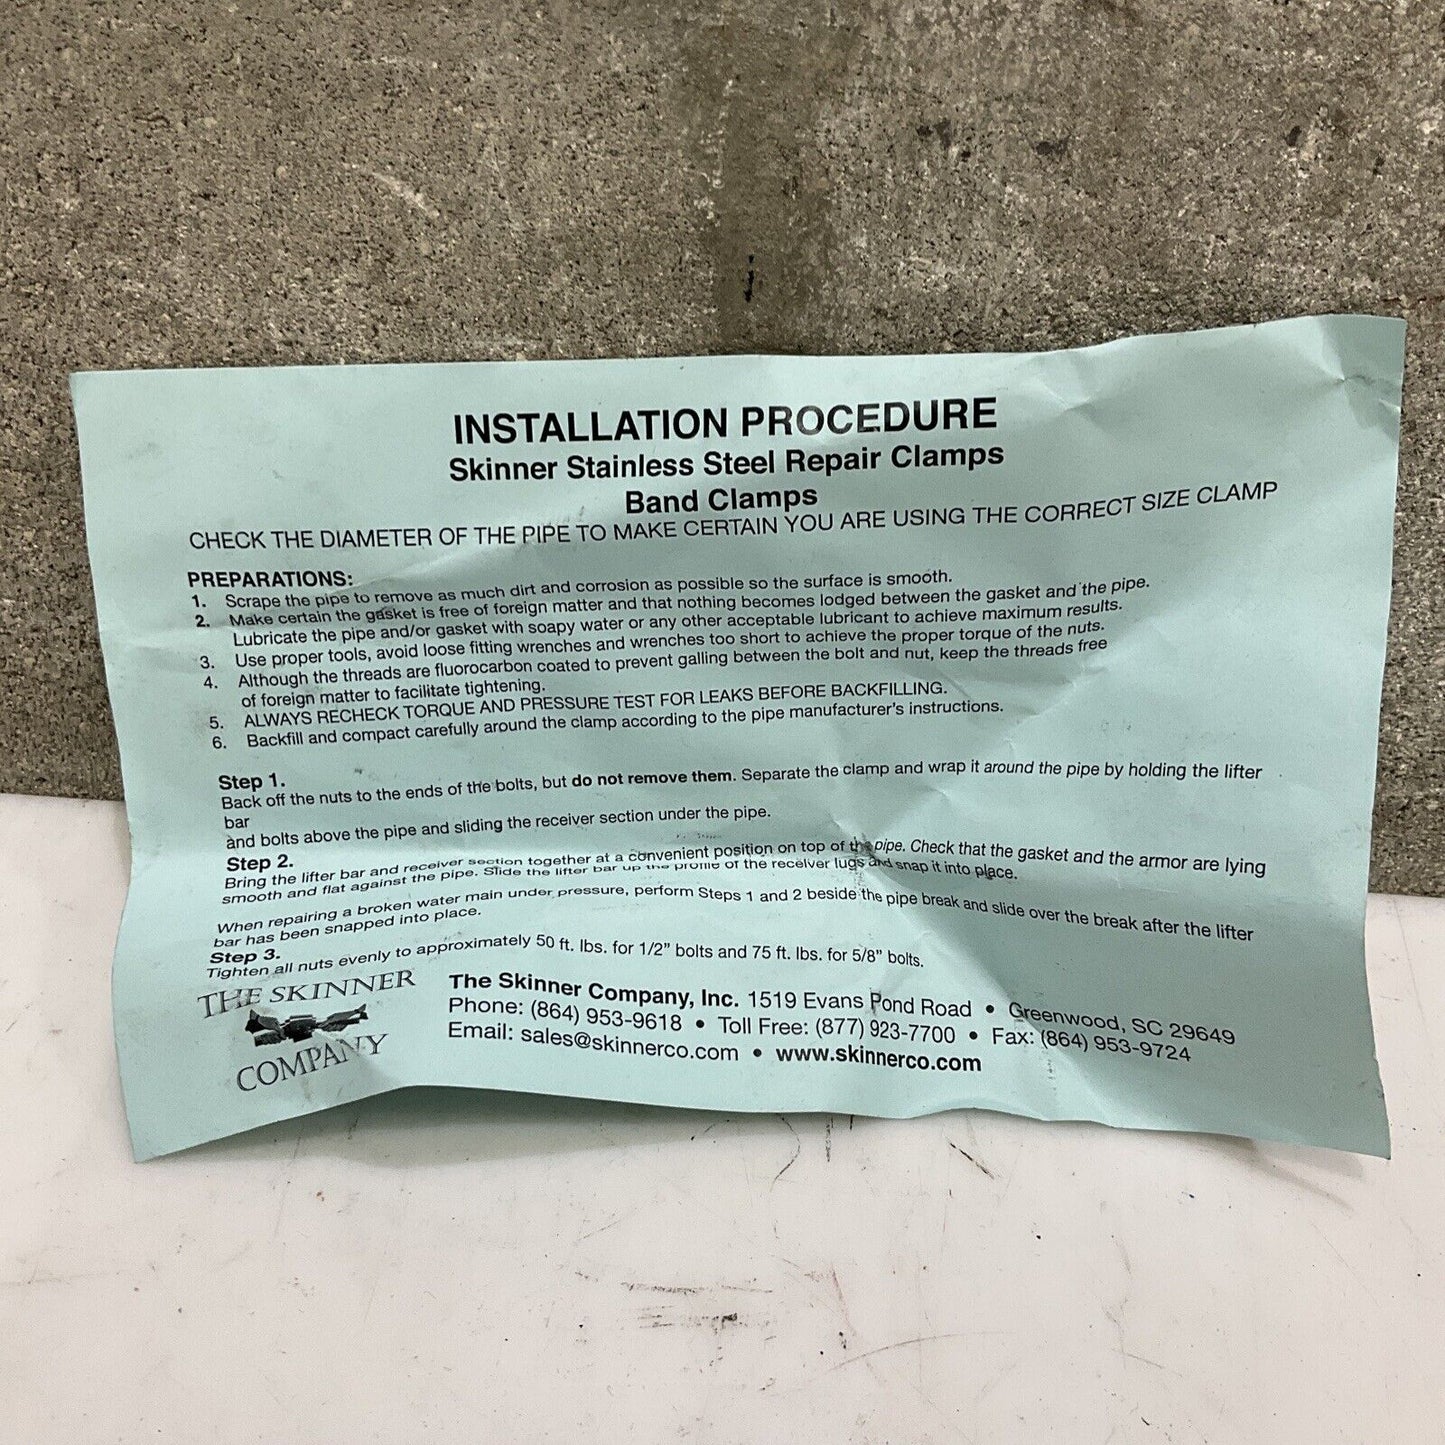 INSTALLATION PROCEDURE
Skinner Stainless Steel Repair Clamps
Band Clamps
CHECK THE DIAMETER OF THE PIPE TO MAKE CERTAIN YOU ARE USING THE CORRECT SIZE CLAMP
PREPARATIONS:
1. Scrape the pipe to remove as much dirt and corrosion as possible so the surface is smooth.
2. Make certain the gasket is free of foreign matter and that nothing becomes lodged between the gasket and the pipe.
Lubricate the pipe and/or gasket with soapy water or any other acceptable lubricant to achieve maximum results.
3. Use proper tools, avoid loose fitting wrenches and wrenches too short to achieve the proper torque of the nuts.
4. Although the threads are fluorocarbon coated to prevent galling between the bolt and nut, keep the threads free
of foreign matter to facilitate tightening.
5. ALWAYS RECHECK TORQUE AND PRESSURE TEST FOR LEAKS BEFORE BACKFILLING.
6. Backfill and compact carefully around the clamp according to the pipe manufacturer's instructions.
Step 1.
Back off the nuts to the ends of the bolts, but do not remove them. Separate the clamp and wrap it around the pipe by holding the lifter
bar
and bolts above the pipe and sliding the receiver section under the pipe.
Step 2.
Bring the lifter bar and receiver section together at a convenient position on top of the pipe. Check that the gasket and the armor are lying
smooth and flat against the pipe. Slide the lifter bar up the profile of the receiver lugs and snap it into place.
When repairing a broken water main under pressure, perform Steps 1 and 2 beside the pipe break and slide over the break after the lifter
bar has been snapped into place.
Step 3.
Tighten all nuts evenly to approximately 50 ft. lbs. for 1/2" bolts and 75 ft. lbs. for 5/8" bolts.
THE SKINNER
COMPANY
The Skinner Company, Inc. 1519 Evans Pond Road • Greenwood, SC 29649
Phone: (864) 953-9618 • Toll Free: (877) 923-7700 • Fax: (864) 953-9724
Email: sales@skinnerco.com • www.skinnerco.com